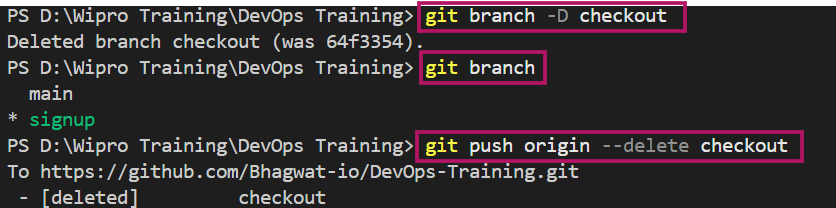 PS D:\Wipro Training\DevOps Training> git branch -D checkout
Deleted branch checkout (was 64f3354).
PS D:\Wipro Training\DevOps Training> git branch
  main
* signup
PS D:\Wipro Training\DevOps Training> git push origin --delete checkout
To https://github.com/Bhagwat-io/DevOps-Training.git
 - [deleted]         checkout